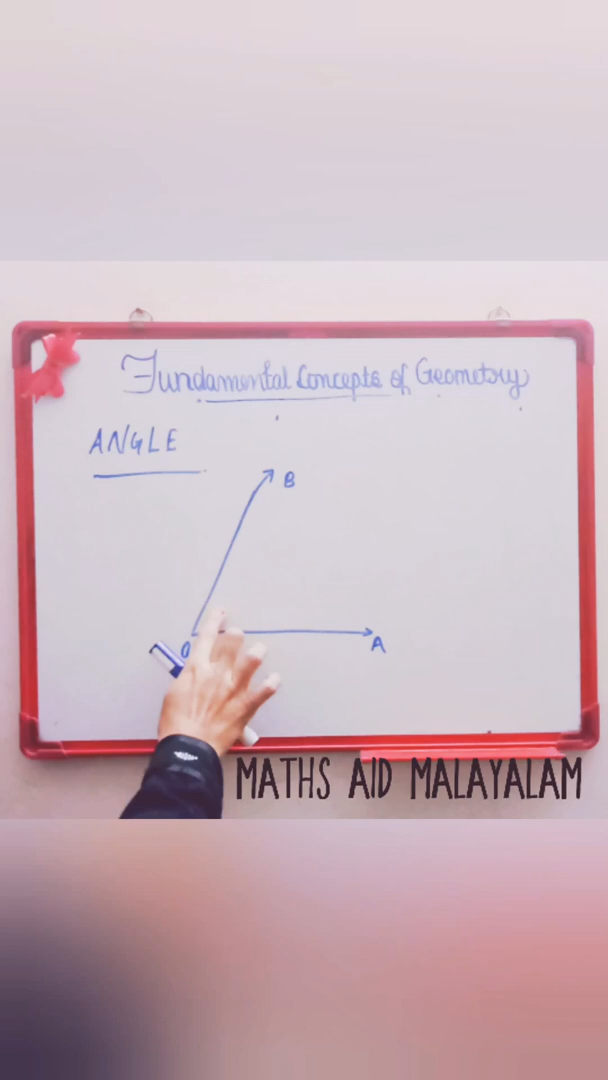 Fundamental Concepts of Geometry
ANGLE
B
O
A
MATHS AID MALAYALAM